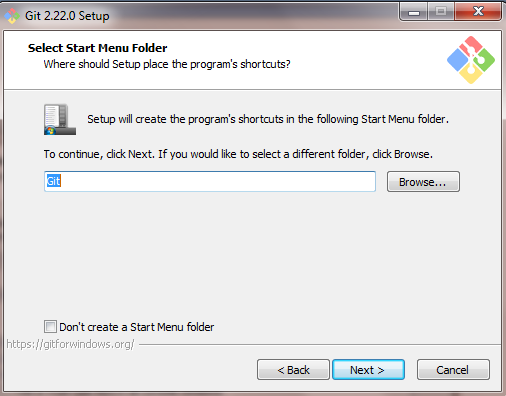 Git 2.22.0 Setup
Select Start Menu Folder
Where should Setup place the program's shortcuts?
Setup will create the program's shortcuts in the following Start Menu folder.
To continue, click Next. If you would like to select a different folder, click Browse.
Git
Browse...
Don't create a Start Menu folder
https://gitforwindows.org/
< Back
Next >
Cancel